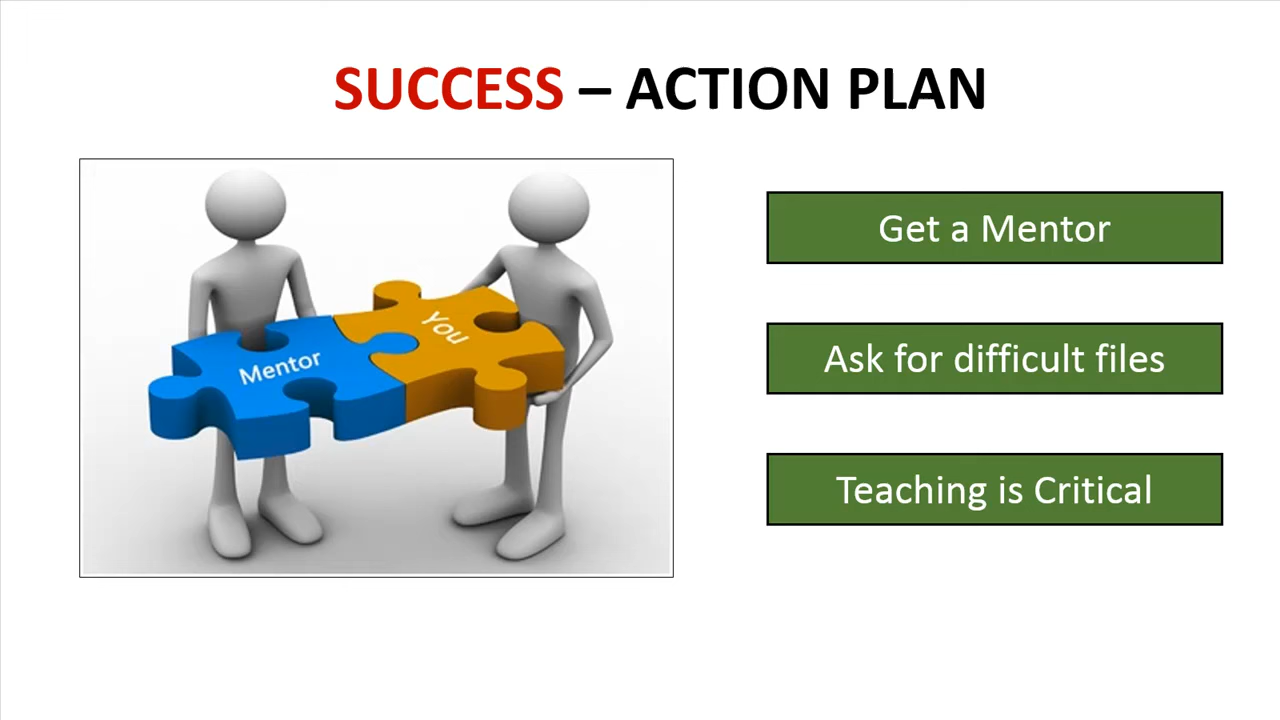 SUCCESS – ACTION PLAN
Mentor
You
Get a Mentor
Ask for difficult files
Teaching is Critical